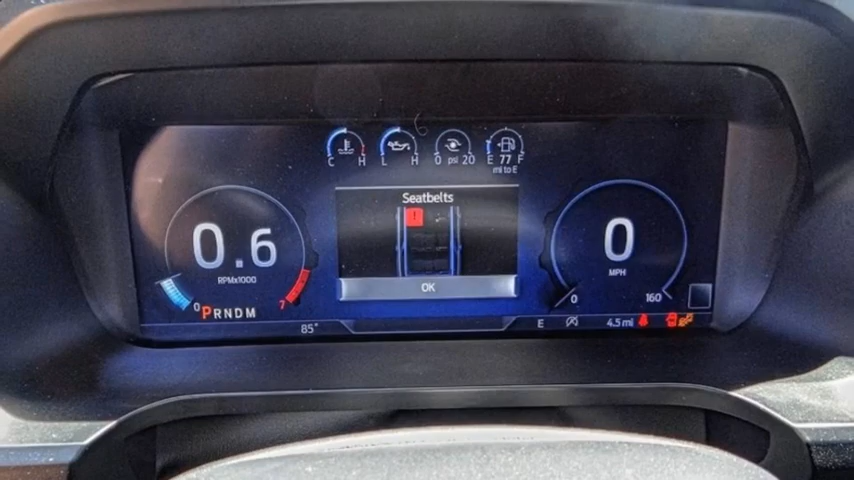 C H
L H
0 psi 20
E 77 F
mi to E
Seatbelts
!
OK
0.6
RPMx1000
0 7
PRNDM
0
MPH
0 160
85°
E
4.5 mi